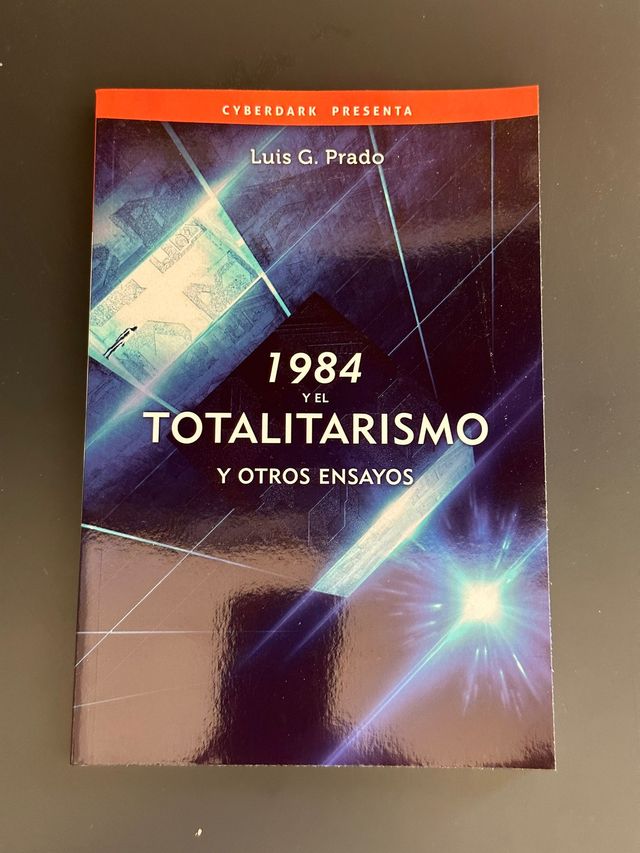 CYBERDARK PRESENTA
Luis G. Prado
1984
Y EL
TOTALITARISMO
Y OTROS ENSAYOS